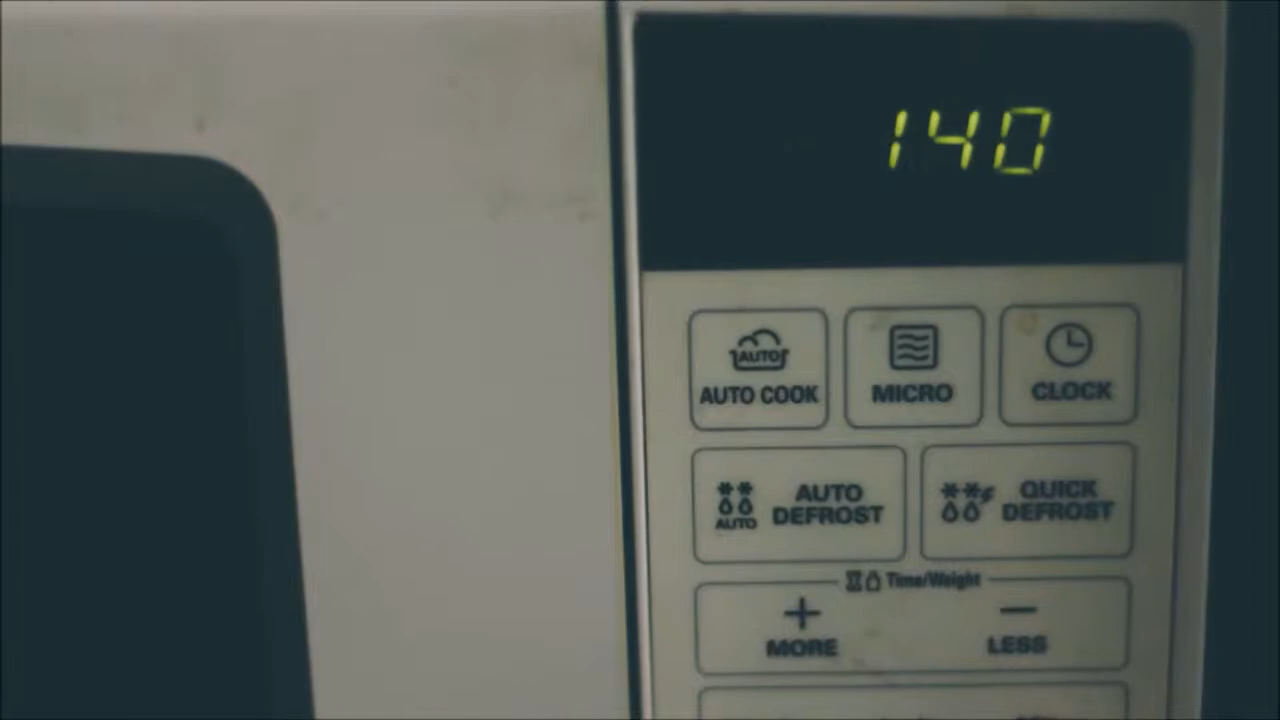 140
AUTO
AUTO COOK
MICRO
CLOCK
AUTO
AUTO DEFROST
QUICK DEFROST
Time/Weight
+ MORE
− LESS